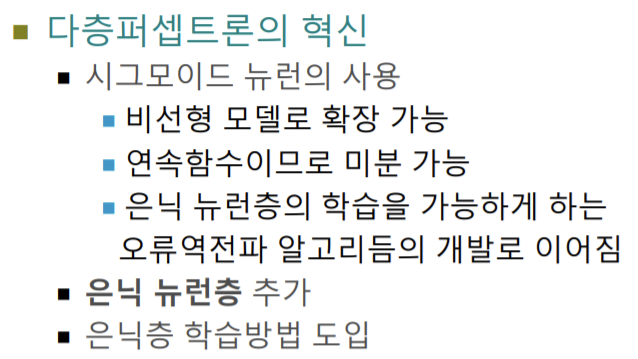 다층퍼셉트론의 혁신
시그모이드 뉴런의 사용
비선형 모델로 확장 가능
연속함수이므로 미분 가능
은닉 뉴런층의 학습을 가능하게 하는
오류역전파 알고리듬의 개발로 이어짐
은닉 뉴런층 추가
은닉층 학습방법 도입